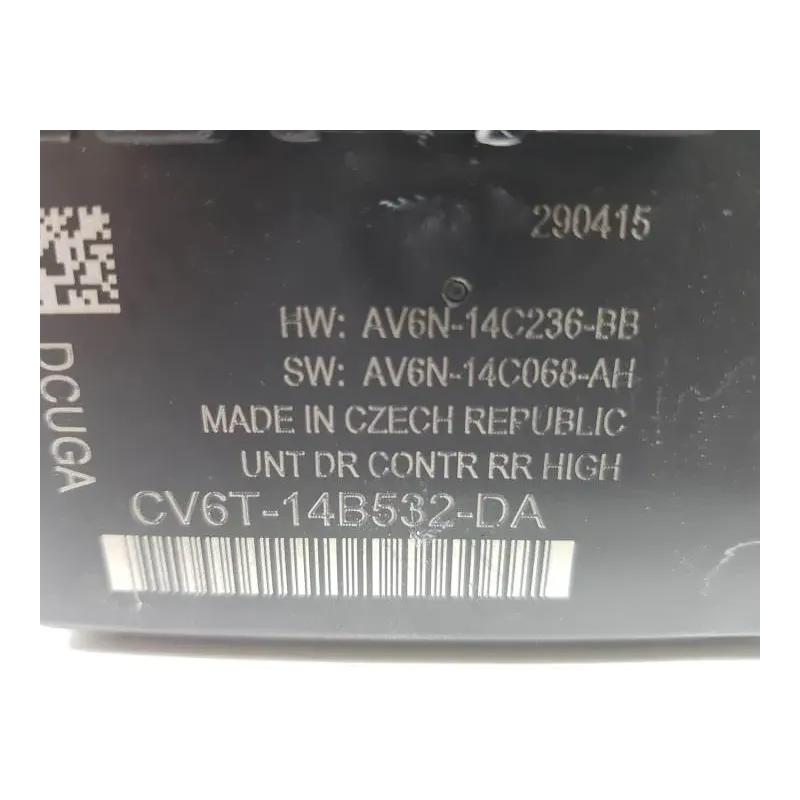 290415
HW: AV6N-14C236-BB
SW: AV6N-14C068-AH
MADE IN CZECH REPUBLIC
UNT DR CONTR RR HIGH
CV6T-14B532-DA
DCUGA